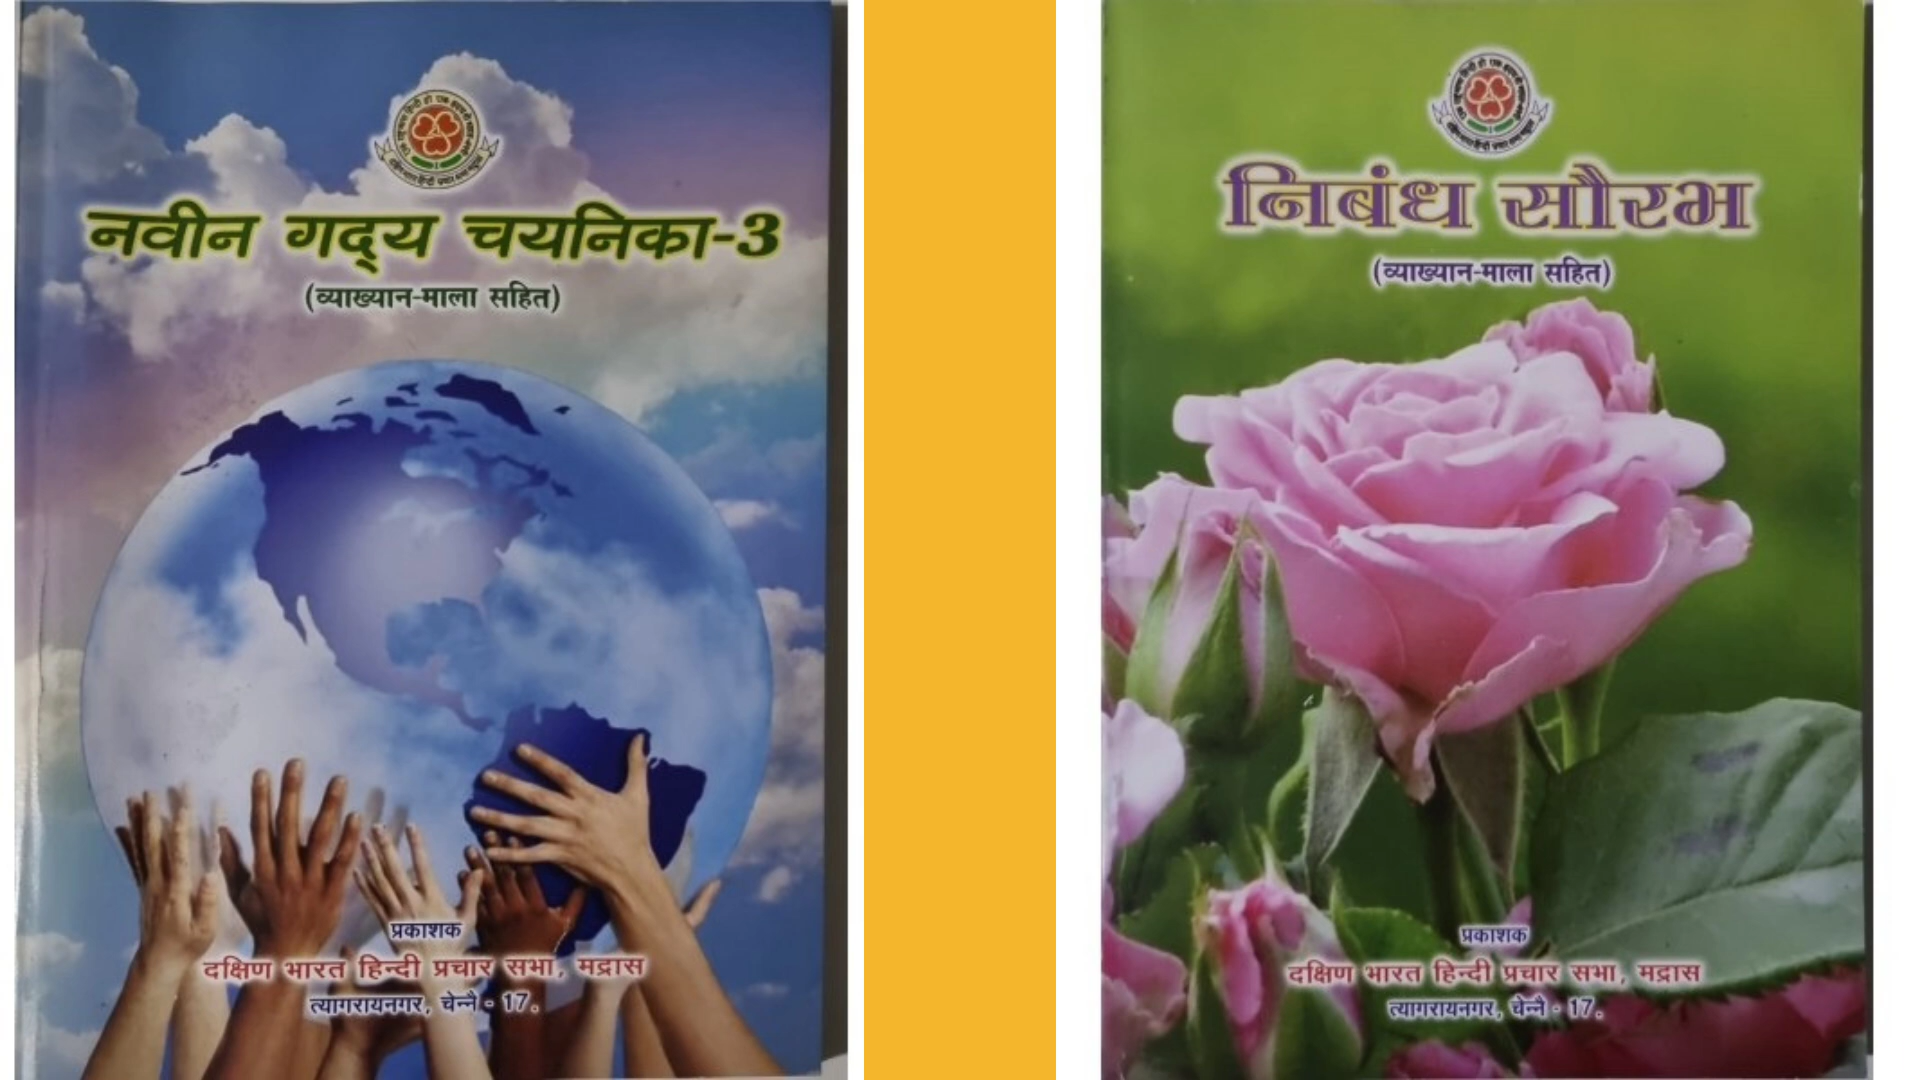 नवीन गद्य चयनिका-3
(व्याख्यान-माला सहित)
प्रकाशक
दक्षिण भारत हिन्दी प्रचार सभा, मद्रास
त्यागरायनगर, चेन्नै - 17.
निबंध सौरभ
(व्याख्यान-माला सहित)
प्रकाशक
दक्षिण भारत हिन्दी प्रचार सभा, मद्रास
त्यागरायनगर, चेन्नै - 17.